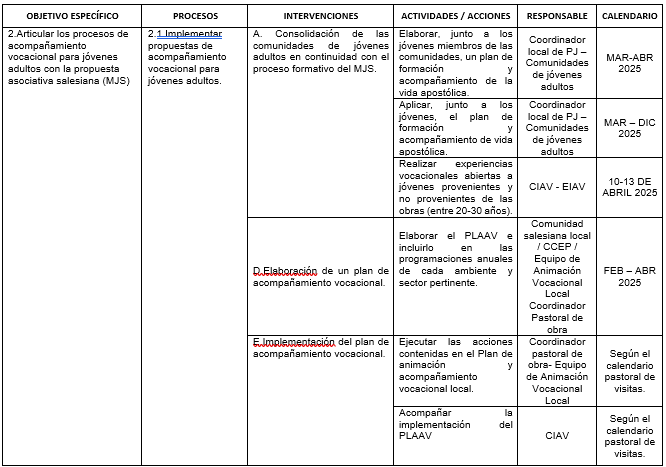 OBJETIVO ESPECÍFICO
PROCESOS
INTERVENCIONES
ACTIVIDADES / ACCIONES
RESPONSABLE
CALENDARIO
2.Articular los procesos de
acompañamiento
vocacional para jóvenes
adultos con la propuesta
asociativa salesiana (MJS)
2.1.Implementar
propuestas de
acompañamiento
vocacional para
jóvenes adultos.
A. Consolidación de las
comunidades de jóvenes
adultos en continuidad con el
proceso formativo del MJS.
Elaborar, junto a los
jóvenes miembros de las
comunidades, un plan de
formación y
acompañamiento de la
vida apostólica.
Coordinador
local de PJ –
Comunidades
de jóvenes
adultos
MAR-ABR
2025
Aplicar, junto a los
jóvenes, el plan de
formación y
acompañamiento de vida
apostólica.
Coordinador
local de PJ –
Comunidades
de jóvenes
adultos
MAR – DIC
2025
Realizar experiencias
vocacionales abiertas a
jóvenes provenientes y
no provenientes de las
obras (entre 20-30 años).
CIAV - EIAV
10-13 DE
ABRIL 2025
D.Elaboración de un plan de
acompañamiento vocacional.
Elaborar el PLAAV e
incluirlo en las
programaciones anuales
de cada ambiente y
sector pertinente.
Comunidad
salesiana local
/ CCEP /
Equipo de
Animación
Vocacional
Local
Coordinador
Pastoral de
obra
FEB – ABR
2025
E.Implementación del plan de
acompañamiento vocacional.
Ejecutar las acciones
contenidas en el Plan de
animación y
acompañamiento
vocacional local.
Coordinador
pastoral de
obra- Equipo
de Animación
Vocacional
Local
Según el
calendario
pastoral de
visitas.
Acompañar la
implementación del
PLAAV
CIAV
Según el
calendario
pastoral de
visitas.